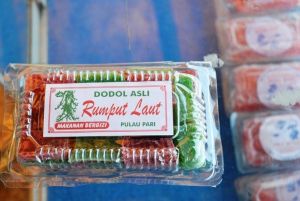 DODOL ASLI
Rumput Laut
MAKANAN BERGIZI
PULAU PARI